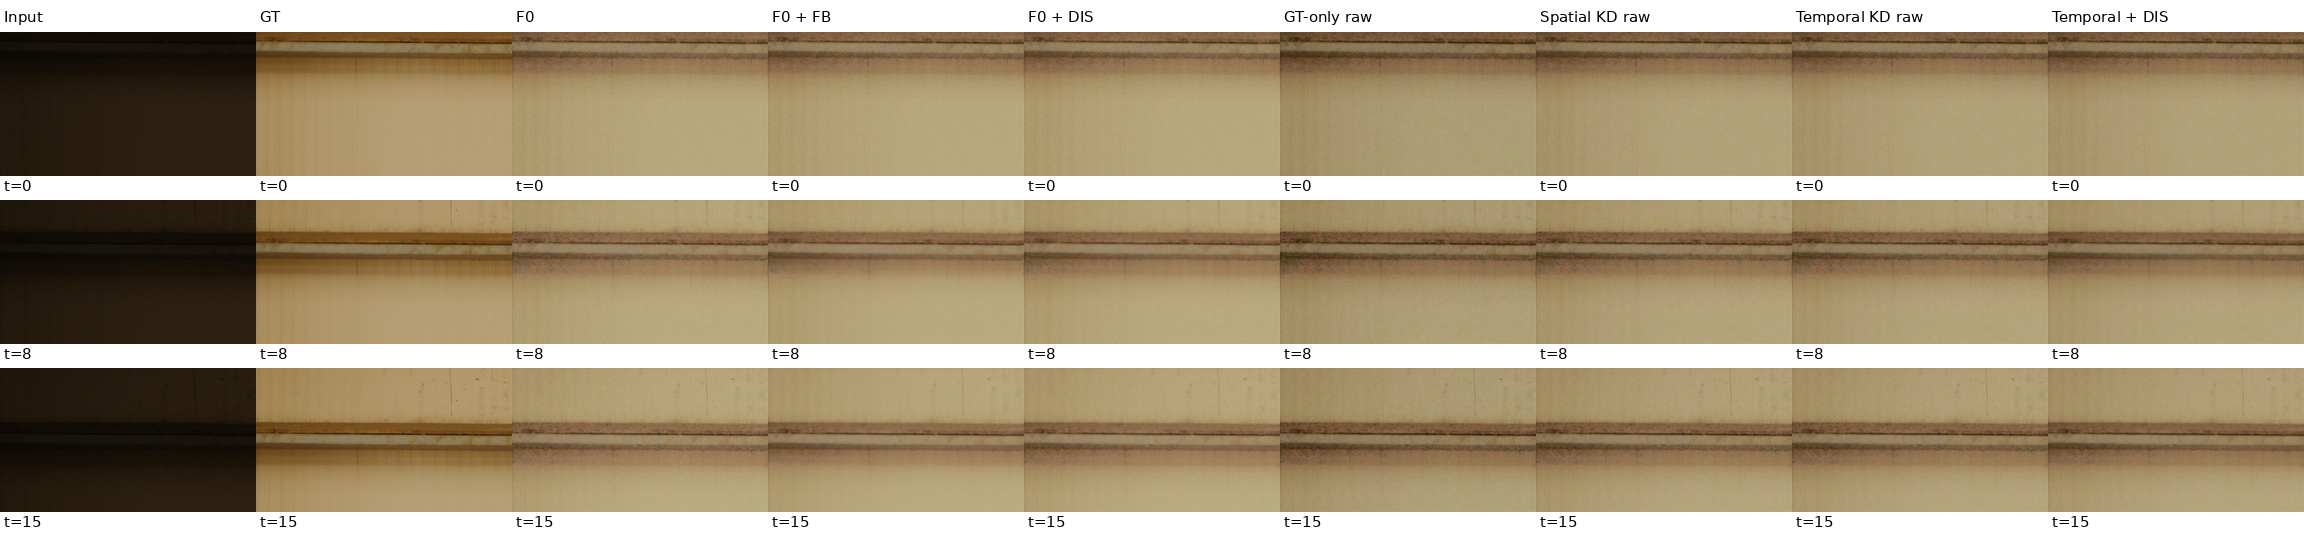 Input GT F0 F0 + FB F0 + DIS GT-only raw Spatial KD raw Temporal KD raw Temporal + DIS
t=0 t=0 t=0 t=0 t=0 t=0 t=0 t=0 t=0
t=8 t=8 t=8 t=8 t=8 t=8 t=8 t=8 t=8
t=15 t=15 t=15 t=15 t=15 t=15 t=15 t=15 t=15